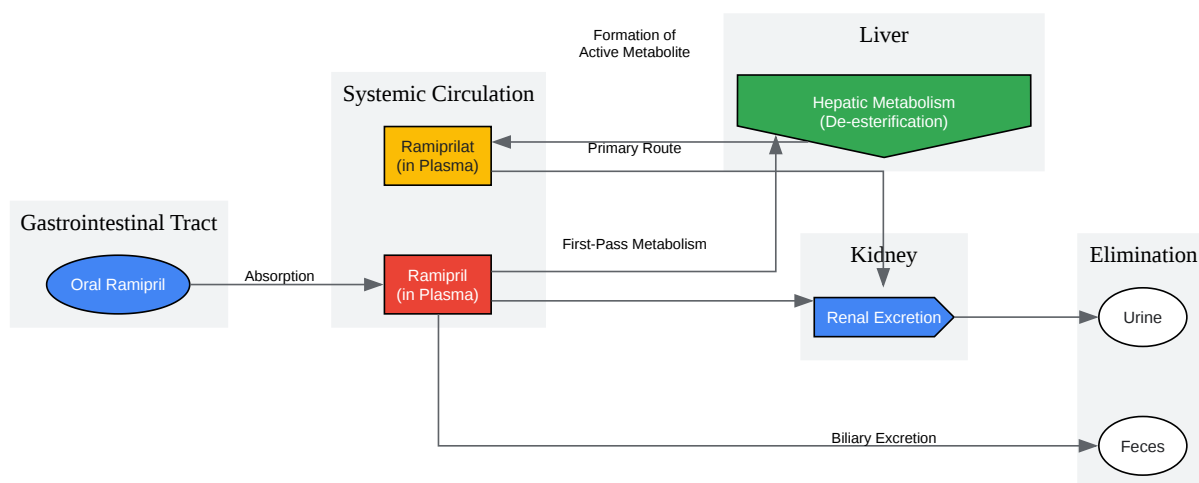 Formation of
Active Metabolite
Liver
Hepatic Metabolism
(De-esterification)
Systemic Circulation
Ramiprilat
(in Plasma)
Primary Route
Gastrointestinal Tract
Oral Ramipril
Absorption
Ramipril
(in Plasma)
First-Pass Metabolism
Kidney
Renal Excretion
Elimination
Urine
Biliary Excretion
Feces